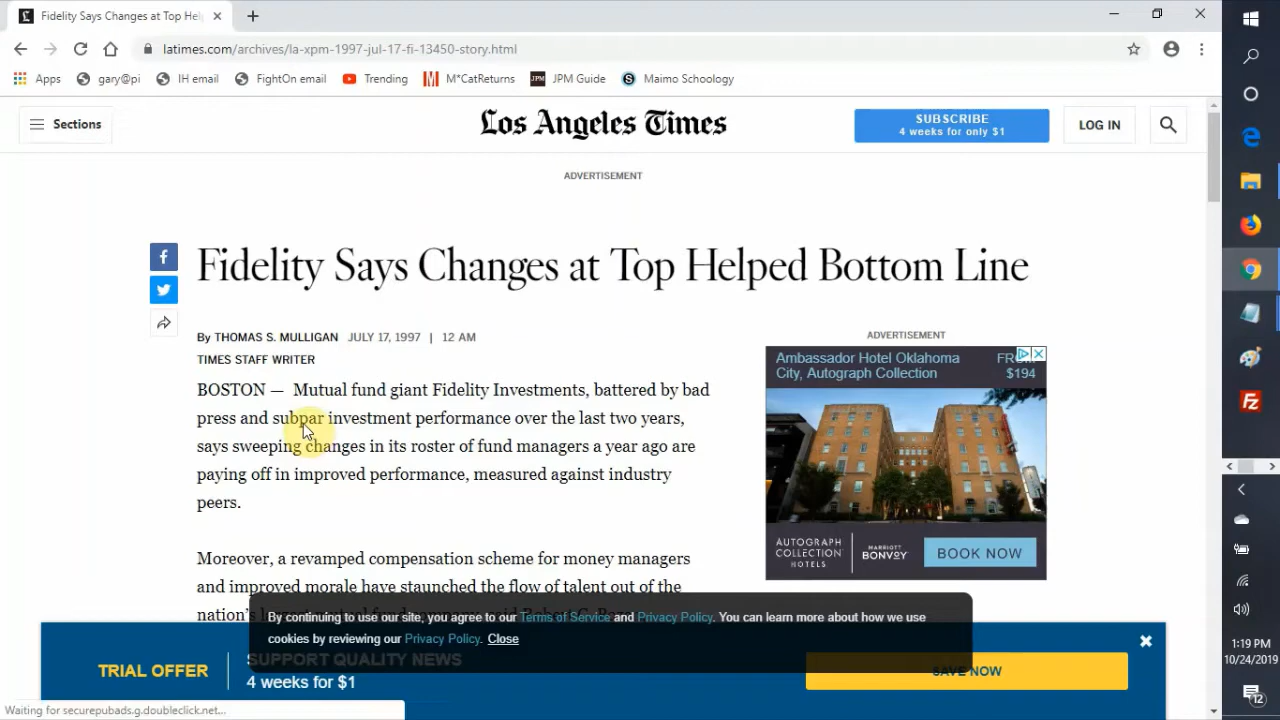 Fidelity Says Changes at Top Hel
latimes.com/archives/la-xpm-1997-jul-17-fi-13450-story.html
Apps gary@pi IH email FightOn email Trending M*CatReturns JPM JPM Guide S Maimo Schoology
Sections
Los Angeles Times
SUBSCRIBE
4 weeks for only $1
LOG IN
ADVERTISEMENT
Fidelity Says Changes at Top Helped Bottom Line
By THOMAS S. MULLIGAN JULY 17, 1997 | 12 AM
TIMES STAFF WRITER
BOSTON — Mutual fund giant Fidelity Investments, battered by bad
press and subpar investment performance over the last two years,
says sweeping changes in its roster of fund managers a year ago are
paying off in improved performance, measured against industry
peers.
Moreover, a revamped compensation scheme for money managers
and improved morale have staunched the flow of talent out of the
ADVERTISEMENT
Ambassador Hotel Oklahoma
City, Autograph Collection
$194
AUTOGRAPH
COLLECTION
HOTELS
MARRIOTT
BONVOY
BOOK NOW
By continuing to use our site, you agree to our Terms of Service and Privacy Policy. You can learn more about how we use
cookies by reviewing our Privacy Policy. Close
TRIAL OFFER
SUPPORT QUALITY NEWS
4 weeks for $1
SAVE NOW
Waiting for securepubads.g.doubleclick.net...
1:19 PM
10/24/2019
12